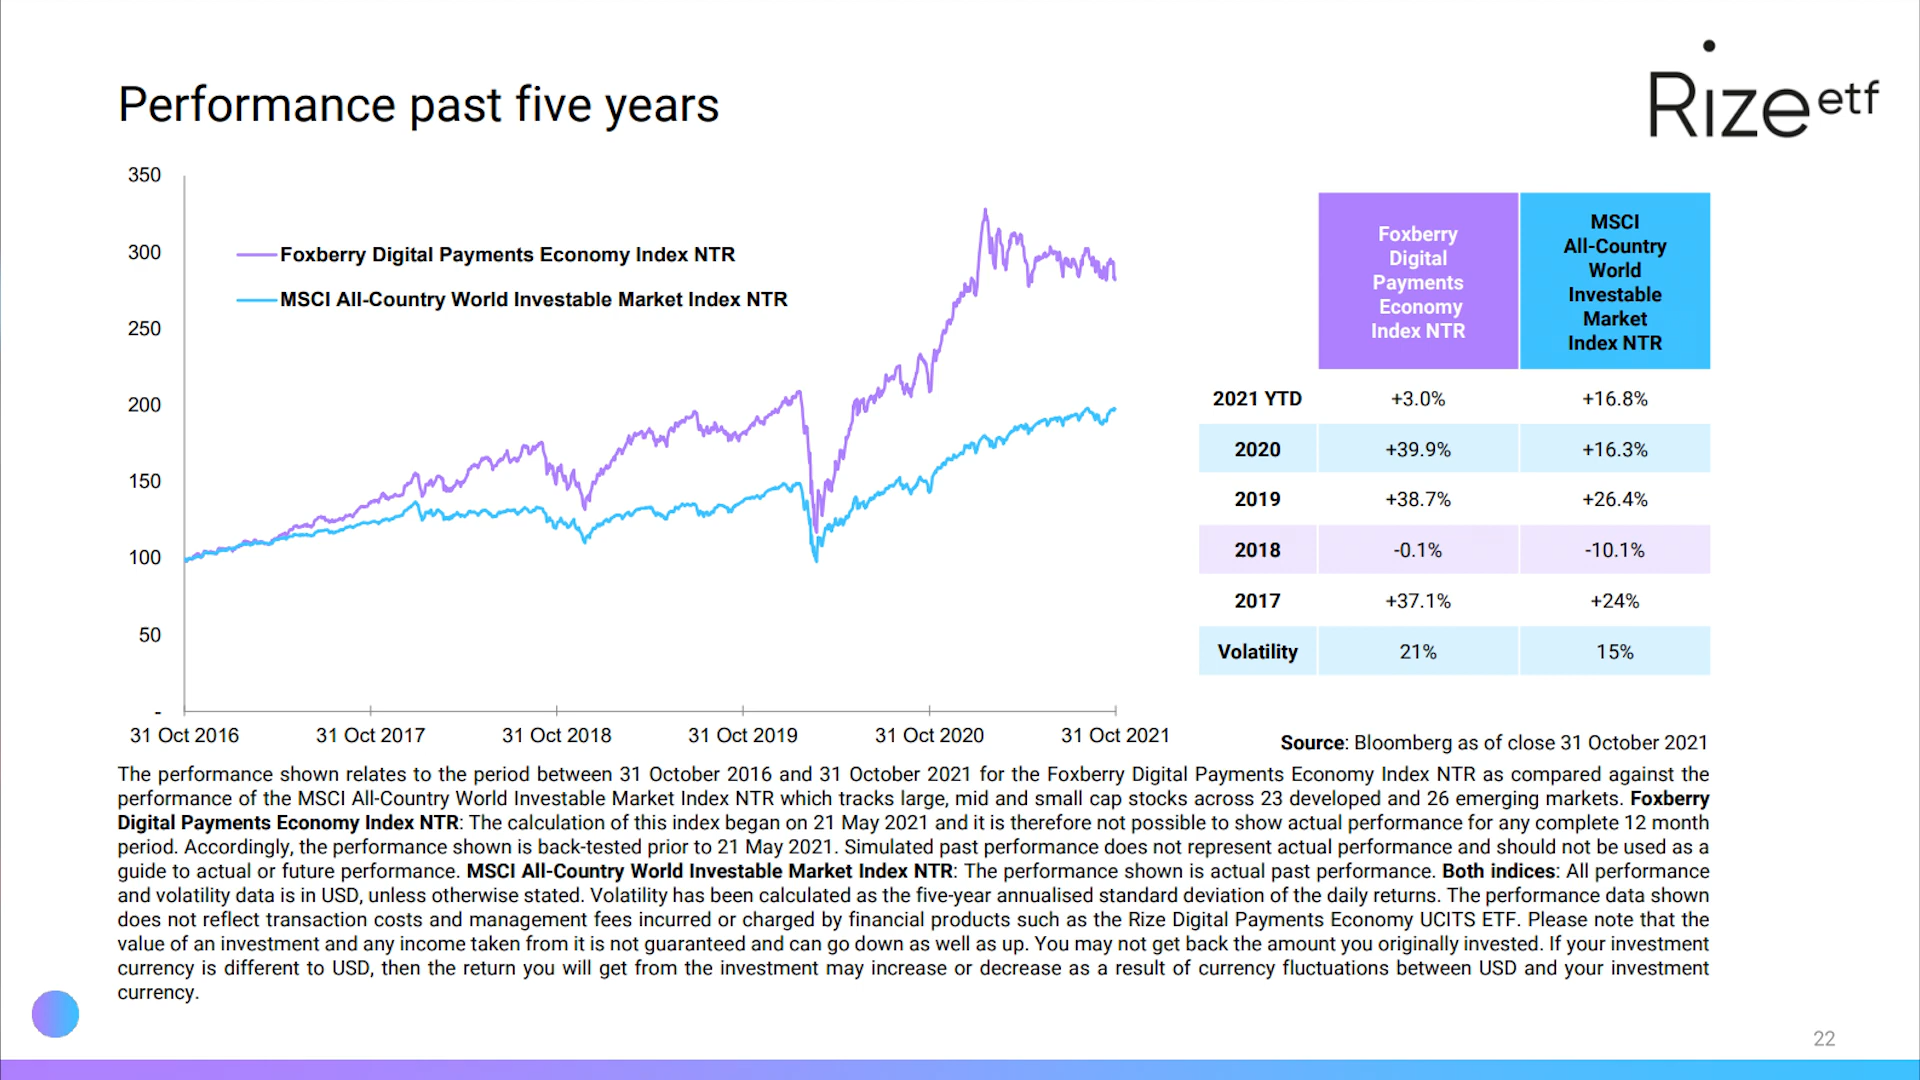 Rize etf
Performance past five years
350
300
250
200
150
100
50
-
Foxberry Digital Payments Economy Index NTR
MSCI All-Country World Investable Market Index NTR
31 Oct 2016 31 Oct 2017 31 Oct 2018 31 Oct 2019 31 Oct 2020 31 Oct 2021
Foxberry
Digital
Payments
Economy
Index NTR
MSCI
All-Country
World
Investable
Market
Index NTR
2021 YTD +3.0% +16.8%
2020 +39.9% +16.3%
2019 +38.7% +26.4%
2018 -0.1% -10.1%
2017 +37.1% +24%
Volatility 21% 15%
Source: Bloomberg as of close 31 October 2021
The performance shown relates to the period between 31 October 2016 and 31 October 2021 for the Foxberry Digital Payments Economy Index NTR as compared against the
performance of the MSCI All-Country World Investable Market Index NTR which tracks large, mid and small cap stocks across 23 developed and 26 emerging markets. Foxberry
Digital Payments Economy Index NTR: The calculation of this index began on 21 May 2021 and it is therefore not possible to show actual performance for any complete 12 month
period. Accordingly, the performance shown is back-tested prior to 21 May 2021. Simulated past performance does not represent actual performance and should not be used as a
guide to actual or future performance. MSCI All-Country World Investable Market Index NTR: The performance shown is actual past performance. Both indices: All performance
and volatility data is in USD, unless otherwise stated. Volatility has been calculated as the five-year annualised standard deviation of the daily returns. The performance data shown
does not reflect transaction costs and management fees incurred or charged by financial products such as the Rize Digital Payments Economy UCITS ETF. Please note that the
value of an investment and any income taken from it is not guaranteed and can go down as well as up. You may not get back the amount you originally invested. If your investment
currency is different to USD, then the return you will get from the investment may increase or decrease as a result of currency fluctuations between USD and your investment
currency.
22